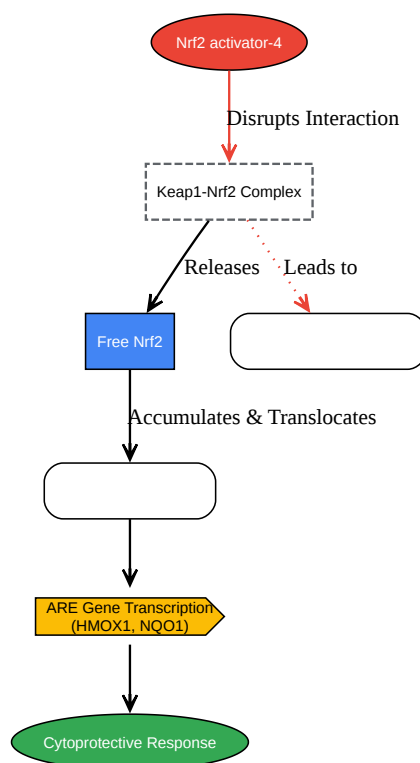 Nrf2 activator-4
Disrupts Interaction
Keap1-Nrf2 Complex
Releases
Leads to
Free Nrf2
Accumulates & Translocates
ARE Gene Transcription
(HMOX1, NQO1)
Cytoprotective Response